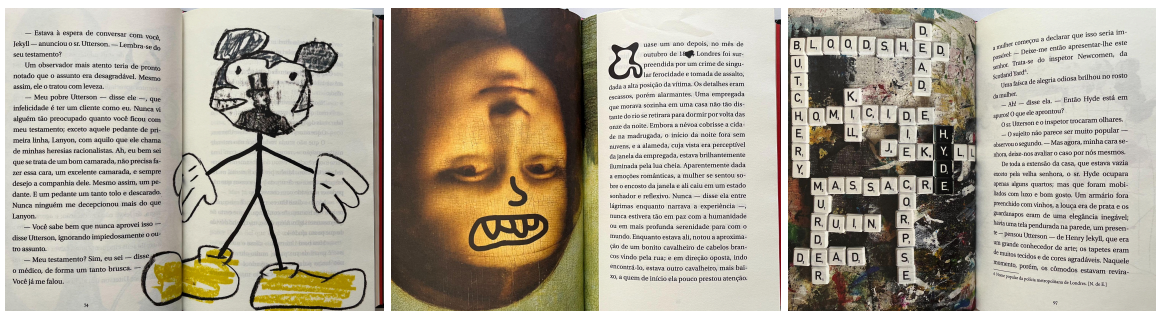 — Estava à espera de conversar com você,
Jekyll — anunciou o sr. Utterson. — Lembra-se do
seu testamento?
Um observador mais atento teria de pronto
notado que o assunto era desagradável. Mesmo
assim, ele o tratou com leveza.
— Meu pobre Utterson — disse ele —, que
infelicidade é ter um cliente como eu. Nunca vi
alguém tão preocupado quanto você ficou com
meu testamento; exceto aquele pedante de pri-
meira linha, Lanyon, com aquilo que ele chama
de minhas heresias racionalistas. Ah, eu bem sei
que se trata de um bom camarada, não precisa fa-
zer essa cara, um excelente camarada, e sempre
desejo a companhia dele. Mesmo assim, um pe-
dante. E um pedante um tanto tolo e descarado.
Nunca ninguém me decepcionou mais do que
Lanyon.
— Você sabe bem que nunca aprovei isso —
disse Utterson, ignorando impiedosamente o ou-
tro assunto.
— Meu testamento? Sim, eu sei — disse
o médico, de forma um tanto brusca. —
Você já me falou.
uase um ano depois, no mês de
outubro de 18
Londres foi sur-
preendida por um crime de singu-
lar ferocidade e tomada de assalto,
dada a alta posição da vítima. Os detalhes eram
escassos, porém alarmantes. Uma empregada
que morava sozinha em uma casa não tão dis-
tante do rio se retirara para dormir por volta das
onze da noite. Embora a névoa cobrisse a cida-
de na madrugada, o início da noite fora sem
nuvens, e a alameda, cuja vista era perceptível
da janela da empregada, estava brilhantemente
iluminada pela lua cheia. Aparentemente dada
a emoções românticas, a mulher se sentou so-
bre o encosto da janela e ali caiu em um estado
sonhador e reflexivo. Nunca — disse ela entre
lágrimas enquanto narrava a experiência —,
nunca estivera tão em paz com a humanidade
ou em mais profunda serenidade para com o
mundo. Enquanto estava ali, notou a aproxima-
ção de um bonito cavalheiro de cabelos bran-
cos vindo pela rua; e em direção oposta, indo
encontrá-lo, estava outro cavalheiro, mais bai-
xo, a quem de início ela pouco prestou atenção
BLOODSHED
DEAD
BUTCHERY
KILL
HOMICIDE
DIE
HYDE
JEKYLL
MASSACRE
CORPSE
MURDER
RUIN
DEAD
a mulher começou a declarar que isso seria im-
possível: — Deixe-me então apresentar-lhe este
senhor. Trata-se do inspetor Newcomen, da
Scotland Yard⁴.
Uma faísca de alegria odiosa brilhou no rosto
da mulher.
— Ah! — disse ela. — Então Hyde está em
apuros! O que ele aprontou?
O sr. Utterson e o inspetor trocaram olhares.
— O sujeito não parece ser muito popular —
observou o segundo. — Mas agora, minha cara se-
nhora, deixe-nos avaliar o caso por nós mesmos.
De toda a extensão da casa, que estava vazia
exceto pela velha senhora, o sr. Hyde ocupara
apenas alguns quartos; mas que foram mobi-
liados com luxo e bom gosto. Um armário fora
preenchido com vinhos, a louça era de prata e os
guardanapos eram de uma elegância inegável;
havia uma tela pendurada na parede, um presen-
te — pensou Utterson — de Henry Jekyll, que era
um grande conhecedor de arte; os tapetes eram
de muitos tecidos e de cores agradáveis. Naquele
momento, porém, os cômodos estavam revira-